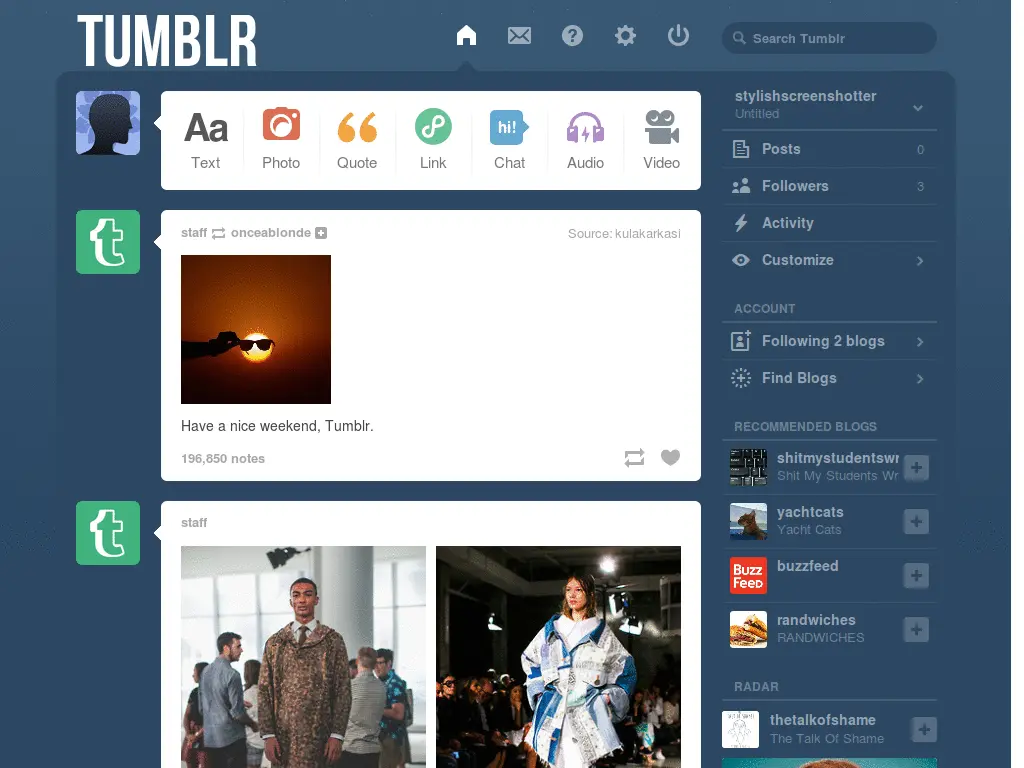 TUMBLR
Search Tumblr
Aa
hi!
Text
Photo
Quote
Link
Chat
Audio
Video
staff onceablonde
Source: kulakarkasi
Have a nice weekend, Tumblr.
196,850 notes
staff
stylishscreenshotter
Untitled
Posts 0
Followers 3
Activity
Customize
ACCOUNT
Following 2 blogs
Find Blogs
RECOMMENDED BLOGS
shitmystudentswr
Shit My Students Wr
yachtcats
Yacht Cats
Buzz
FeeD
buzzfeed
randwiches
RANDWICHES
RADAR
thetalkofshame
The Talk Of Shame